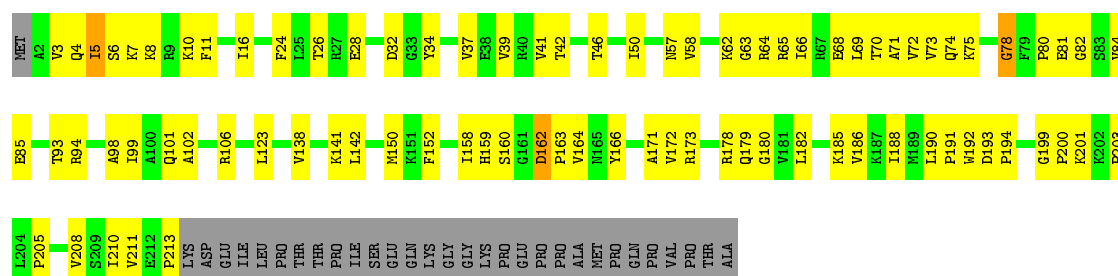 MET A2 V3 Q4 I5 S6 K7 K8 R9 K10 F11 I16 F24 L25 T26 R27 E28 D32 G33 Y34 V37 E38 V39 R40 V41 T42 T46 I50 N57 V58 K62 G63 R64 R65 I66 R67 E68 L69 T70 A71 V72 V73 Q74 K75 G78 F79 P80 E81 G82 S83 V84
E85 T93 R94 A98 I99 A100 Q101 A102 R106 L123 V138 K141 L142 M150 K151 F152 I158 H159 S160 G161 D162 P163 V164 N165 Y166 A171 V172 R173 R178 Q179 G180 V181 L182 K185 V186 K187 I188 M189 L190 P191 W192 D193 P194 G199 P200 K201 K202 P203
L204 P205 V208 S209 I210 V211 E212 P213 LYS ASP GLU ILE LEU PRO THR THR PRO ILE SER GLU GLN LYS GLY GLY LYS PRO GLU PRO PRO ALA MET PRO GLN PRO VAL PRO THR ALA